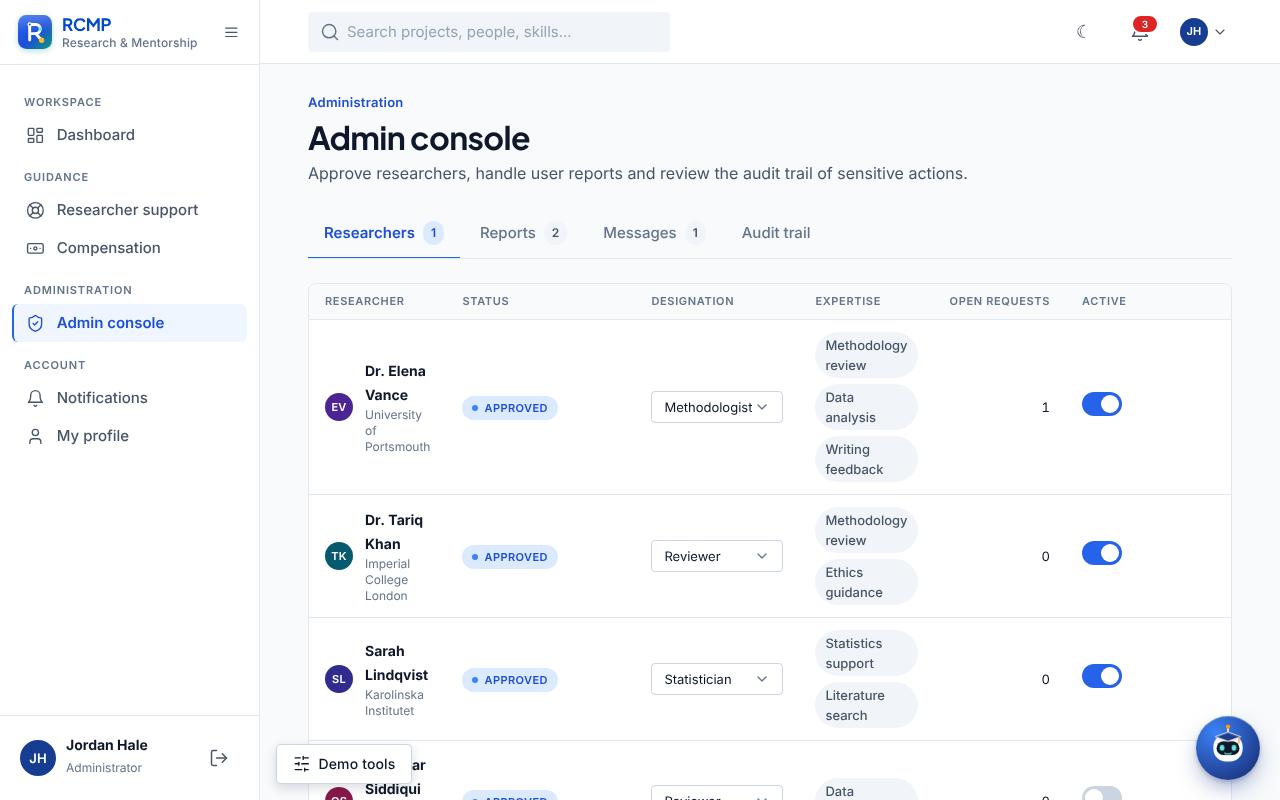 RCMP
Research & Mentorship
Search projects, people, skills...
3
JH
WORKSPACE
Dashboard
GUIDANCE
Researcher support
Compensation
ADMINISTRATION
Admin console
ACCOUNT
Notifications
My profile
JH
Jordan Hale
Administrator
Administration
Admin console
Approve researchers, handle user reports and review the audit trail of sensitive actions.
Researchers 1
Reports 2
Messages 1
Audit trail
RESEARCHER STATUS DESIGNATION EXPERTISE OPEN REQUESTS ACTIVE
EV
Dr. Elena
Vance
University
of
Portsmouth
APPROVED
Methodologist
Methodology
review
Data
analysis
Writing
feedback
1
TK
Dr. Tariq
Khan
Imperial
College
London
APPROVED
Reviewer
Methodology
review
Ethics
guidance
0
SL
Sarah
Lindqvist
Karolinska
Institutet
APPROVED
Statistician
Statistics
support
Literature
search
0
Siddiqui
Data
Demo tools